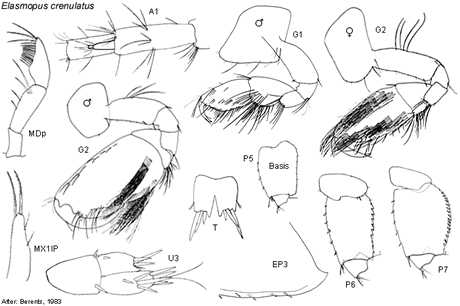 Elasmopus crenulatus
A1
♂
G1
♀
G2
MDp
♂
G2
P5
Basis
MX1IP
T
U3
EP3
P6
P7
After: Berents, 1983